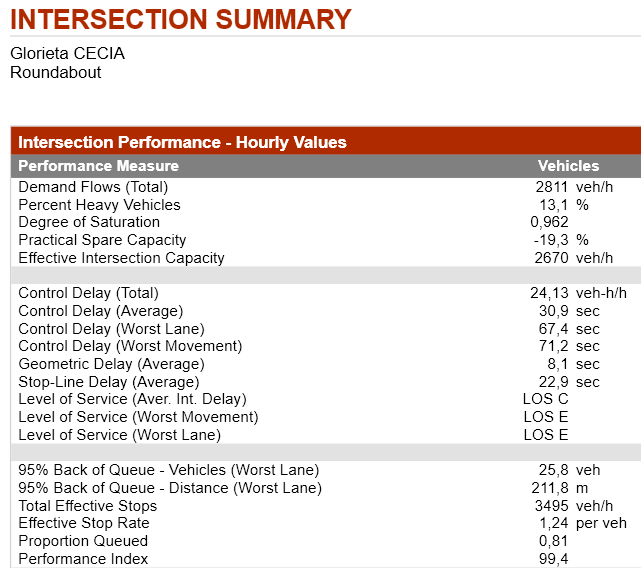 INTERSECTION SUMMARY
Glorieta CECIA
Roundabout
Intersection Performance - Hourly Values
Performance Measure Vehicles
Demand Flows (Total) 2811 veh/h
Percent Heavy Vehicles 13,1 %
Degree of Saturation 0,962
Practical Spare Capacity -19,3 %
Effective Intersection Capacity 2670 veh/h
Control Delay (Total) 24,13 veh-h/h
Control Delay (Average) 30,9 sec
Control Delay (Worst Lane) 67,4 sec
Control Delay (Worst Movement) 71,2 sec
Geometric Delay (Average) 8,1 sec
Stop-Line Delay (Average) 22,9 sec
Level of Service (Aver. Int. Delay) LOS C
Level of Service (Worst Movement) LOS E
Level of Service (Worst Lane) LOS E
95% Back of Queue - Vehicles (Worst Lane) 25,8 veh
95% Back of Queue - Distance (Worst Lane) 211,8 m
Total Effective Stops 3495 veh/h
Effective Stop Rate 1,24 per veh
Proportion Queued 0,81
Performance Index 99,4